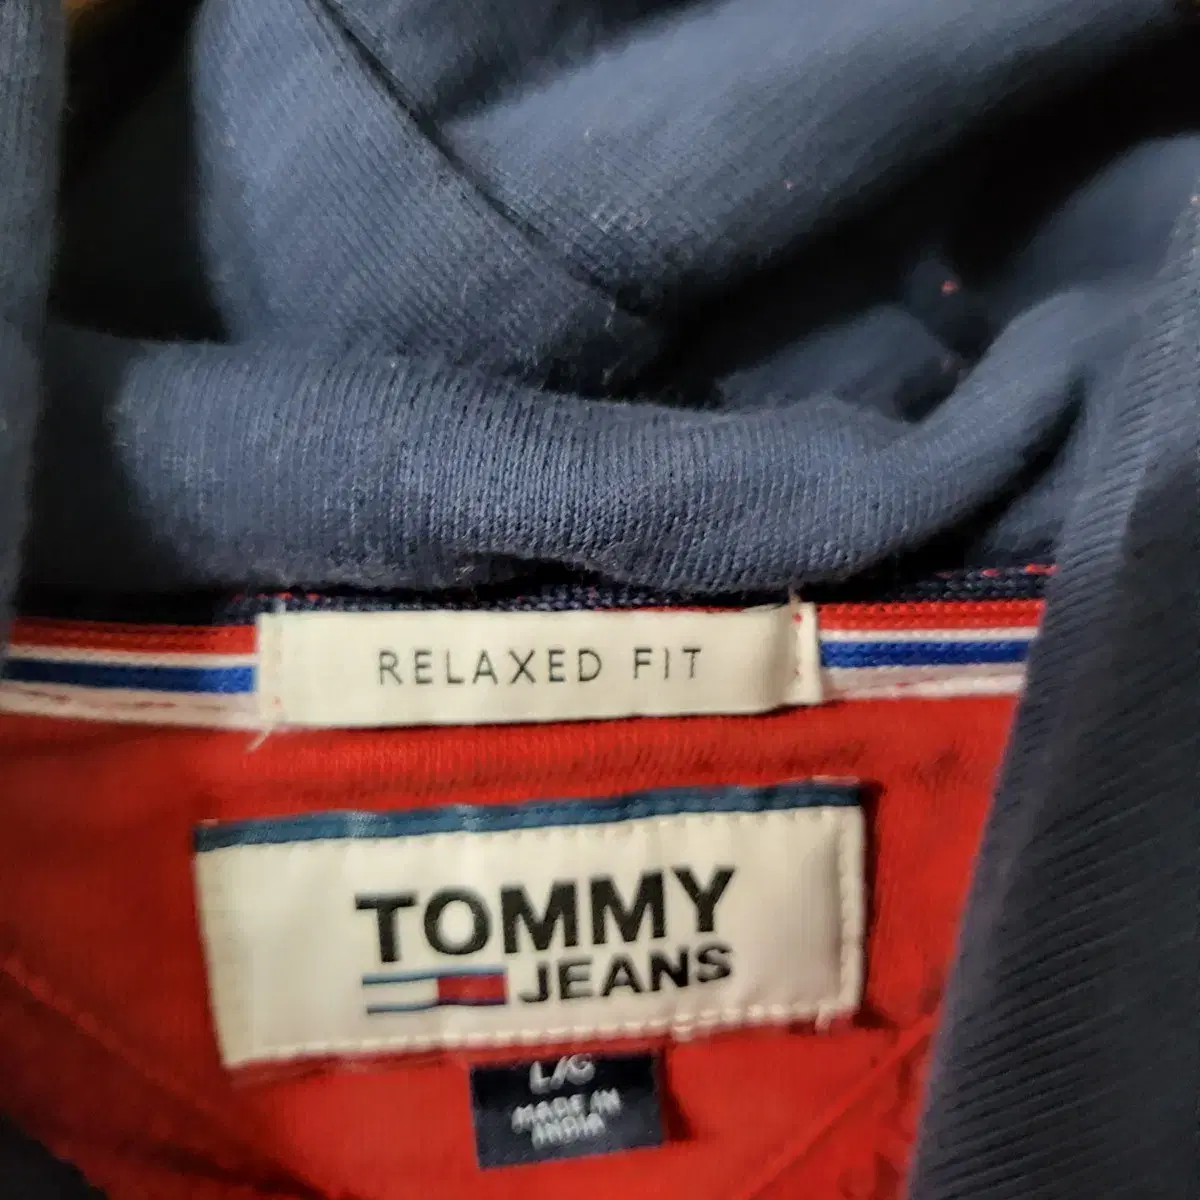 RELAXED FIT
TOMMY
JEANS
L/G
MADE IN
INDIA